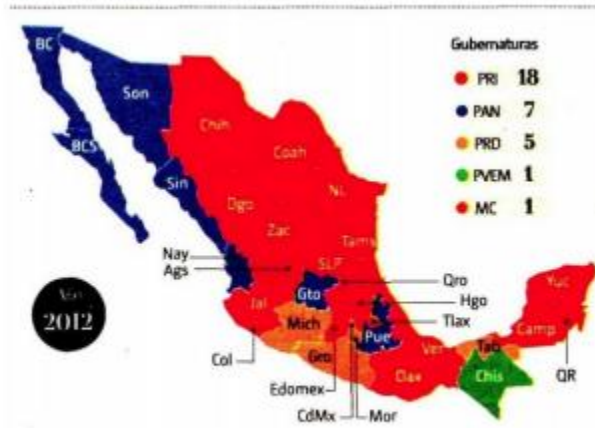 Gubernaturas
PRI 18
PAN 7
PRD 5
PVEM 1
MC 1
BC
Son
BCS
Chih
Coah
Sin
NL
Dgo
Zac
Tams
Nay
Ags
SLP
Qro
Gto
Hgo
Jal
Mich
Tlax
Pue
Col
Gro
Edomex
CdMx
Mor
Ver
Oax
Tab
Chis
Camp
Yuc
QR
Año
2012